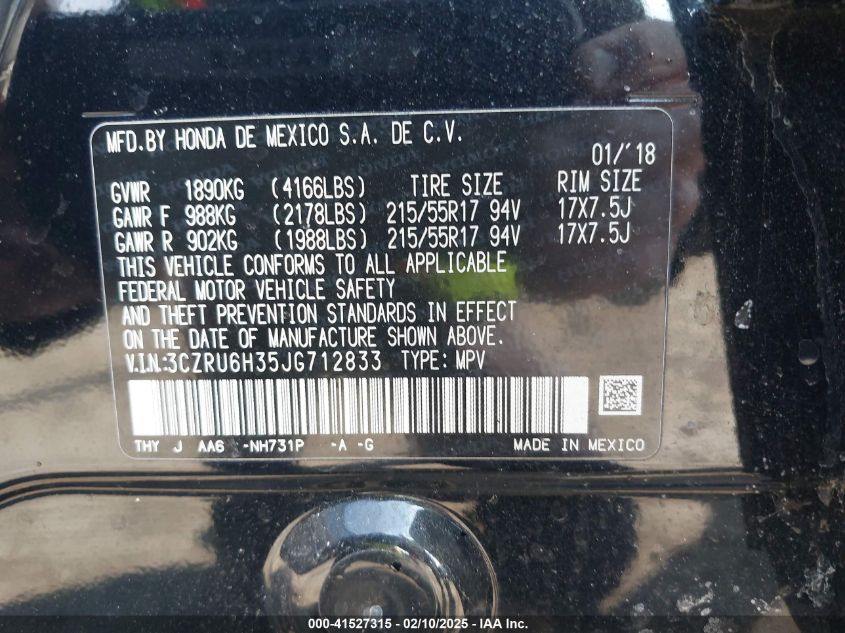 MFD.BY HONDA DE MEXICO S.A. DE C.V.
01/'18
GVWR 1890KG (4166LBS) TIRE SIZE RIM SIZE
GAWR F 988KG (2178LBS) 215/55R17 94V 17X7.5J
GAWR R 902KG (1988LBS) 215/55R17 94V 17X7.5J
THIS VEHICLE CONFORMS TO ALL APPLICABLE
FEDERAL MOTOR VEHICLE SAFETY
AND THEFT PREVENTION STANDARDS IN EFFECT
ON THE DATE OF MANUFACTURE SHOWN ABOVE.
V.I.N.:3CZRU6H35JG712833 TYPE: MPV
THY J AA6 -NH731P -A -G MADE IN MEXICO
000-41527315 - 02/10/2025 - IAA Inc.